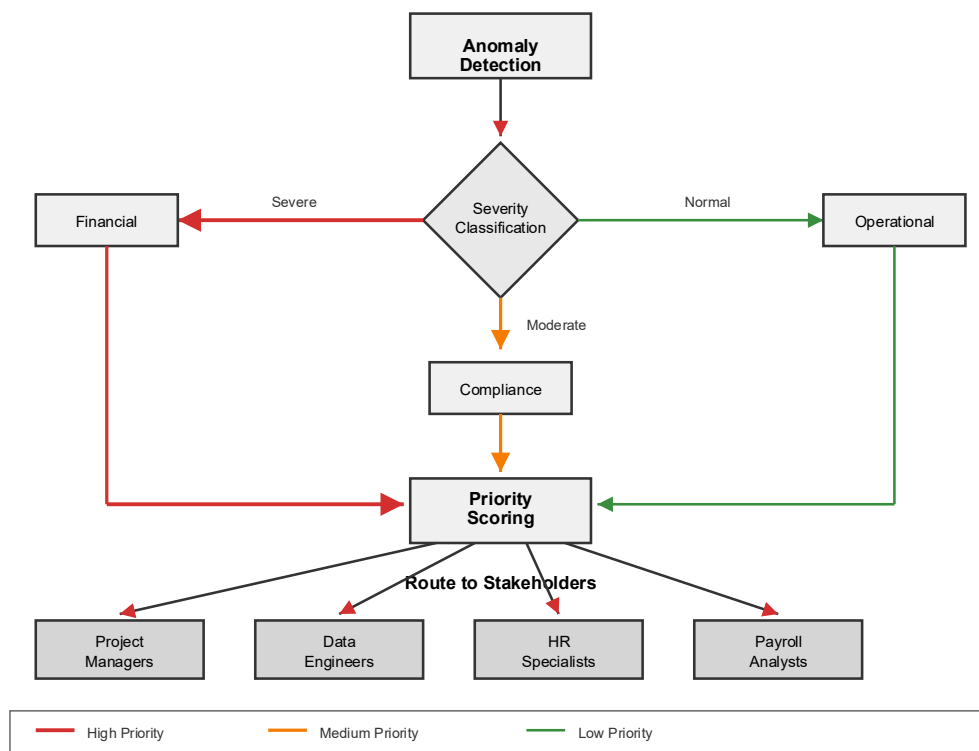 Anomaly
Detection
Severe
Normal
Financial
Severity
Classification
Operational
Moderate
Compliance
Priority
Scoring
Route to Stakeholders
Project
Managers
Data
Engineers
HR
Specialists
Payroll
Analysts
High Priority
Medium Priority
Low Priority